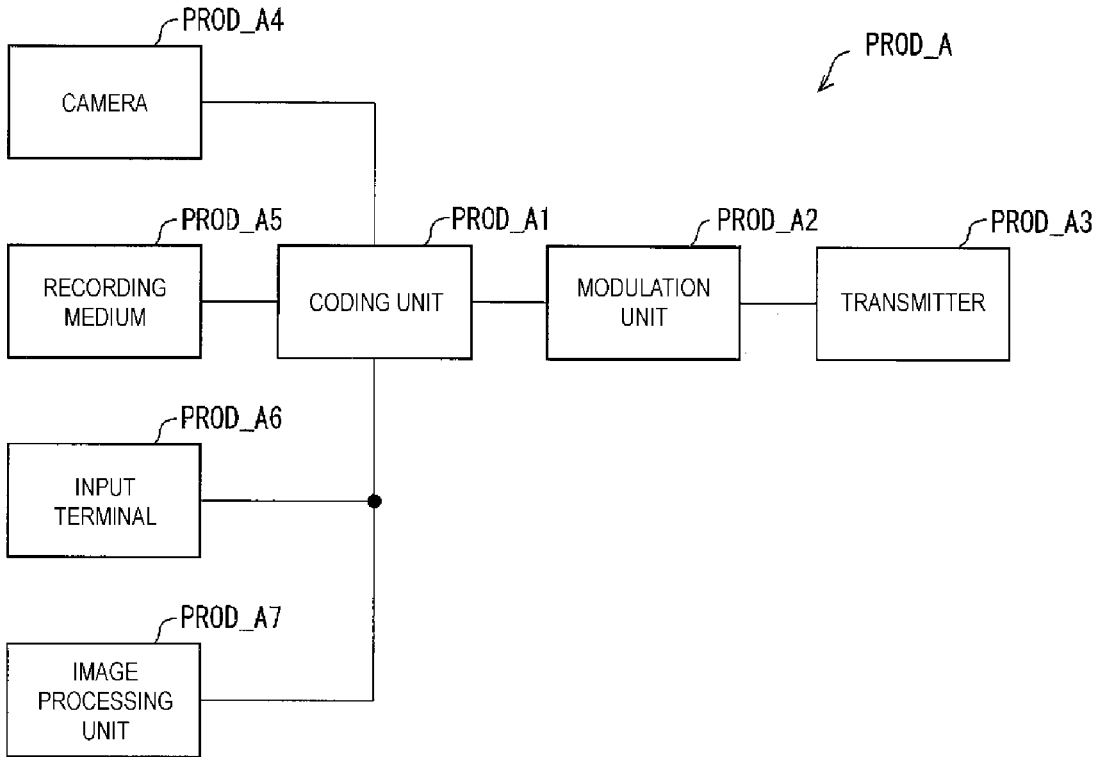 PROD_A4
CAMERA
PROD_A
PROD_A5
RECORDING
MEDIUM
PROD_A1
CODING UNIT
PROD_A2
MODULATION
UNIT
PROD_A3
TRANSMITTER
PROD_A6
INPUT
TERMINAL
PROD_A7
IMAGE
PROCESSING
UNIT